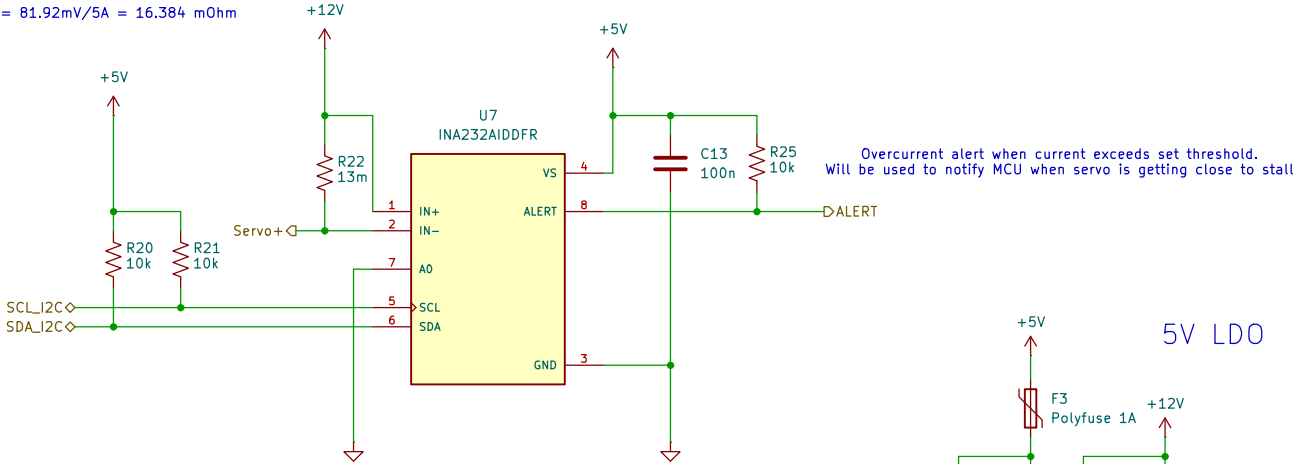 = 81.92mV/5A = 16.384 mOhm
+12V
+5V
+5V
U7
INA232AIDDFR
R22
13m
C13
100n
R25
10k
Overcurrent alert when current exceeds set threshold.
Will be used to notify MCU when servo is getting close to stall
4
VS
1
IN+
8
ALERT
ALERT
2
IN-
Servo+
R20
10k
R21
10k
7
A0
5
SCL
SCL_I2C
6
SDA
SDA_I2C
3
GND
+5V
5V LDO
F3
Polyfuse 1A
+12V